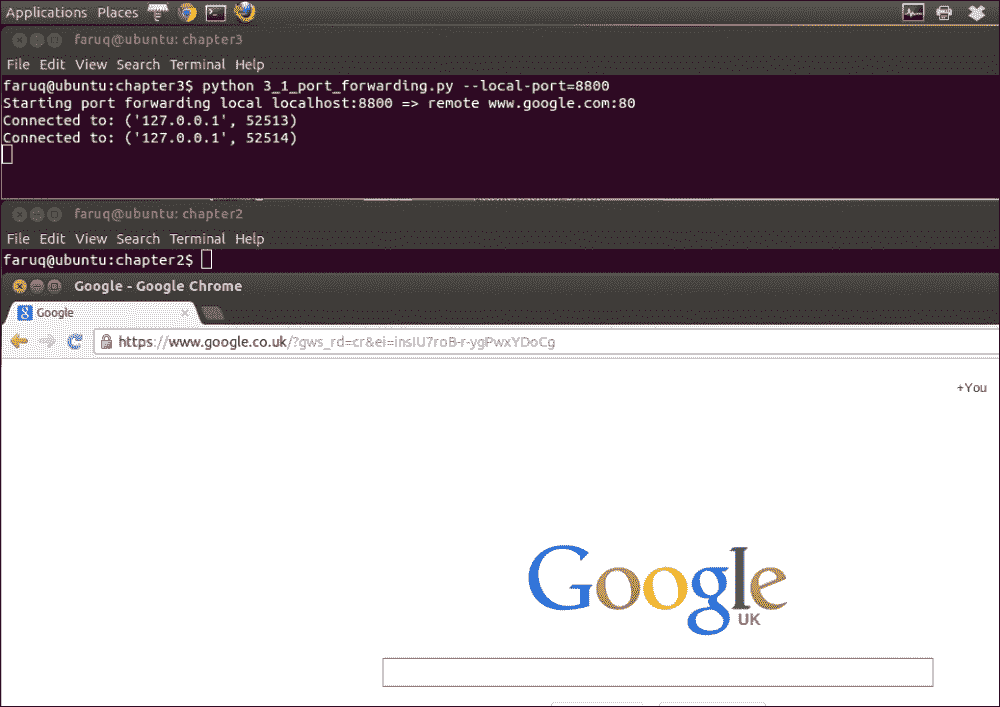 Applications Places
faruq@ubuntu: chapter3
File Edit View Search Terminal Help
faruq@ubuntu:chapter3$ python 3_1_port_forwarding.py --local-port=8800
Starting port forwarding local localhost:8800 => remote www.google.com:80
Connected to: ('127.0.0.1', 52513)
Connected to: ('127.0.0.1', 52514)
faruq@ubuntu: chapter2
File Edit View Search Terminal Help
faruq@ubuntu:chapter2$
Google - Google Chrome
Google
https://www.google.co.uk/?gws_rd=cr&ei=insIU7roB-r-ygPwxYDoCg
+You
Google
UK